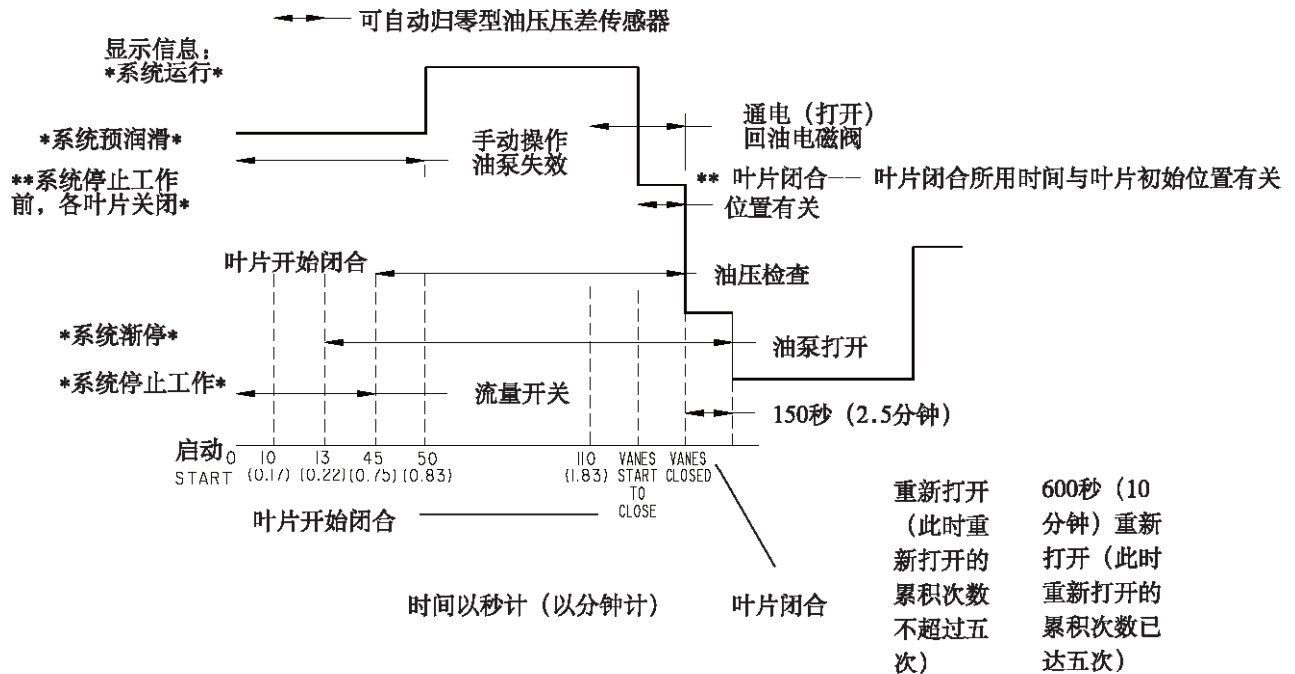 可自动归零型油压压差传感器
显示信息:
*系统运行*
*系统预润滑*
手动操作
油泵失效
通电（打开）
回油电磁阀
**系统停止工作
前，各叶片关闭*
** 叶片闭合—— 叶片闭合所用时间与叶片初始位置有关
位置有关
叶片开始闭合
油压检查
*系统渐停*
油泵打开
*系统停止工作*
流量开关
150秒（2.5分钟）
启动
START
0
10
(0.17)
13
(0.22)
45
(0.75)
50
(0.83)
110
(1.83)
VANES
START
TO
CLOSE
VANES
CLOSED
叶片开始闭合
时间以秒计（以分钟计）
叶片闭合
重新打开
（此时重
新打开的
累积次数
不超过五
次）
600秒（10
分钟）重新
打开（此时
重新打开的
累积次数已
达五次）